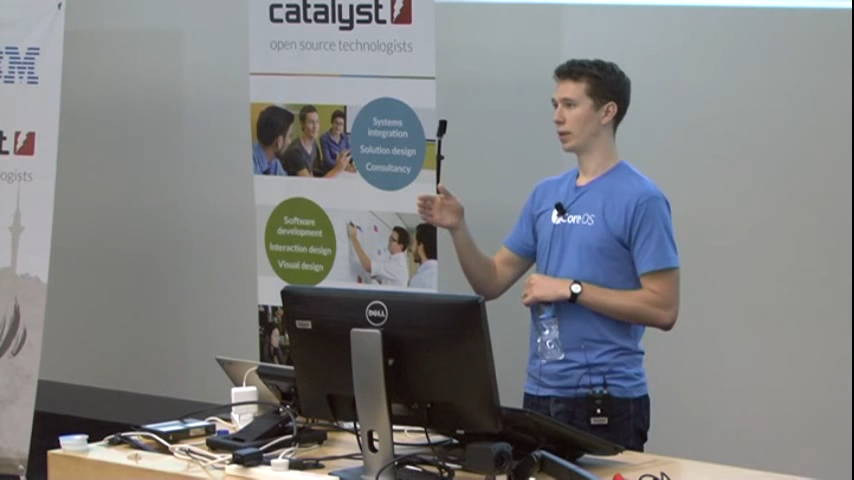 IBM
t
ogists
catalyst
open source technologists
Systems
integration
Solution design
Consultancy
Software
development
Interaction design
Visual design
DELL
CoreOS